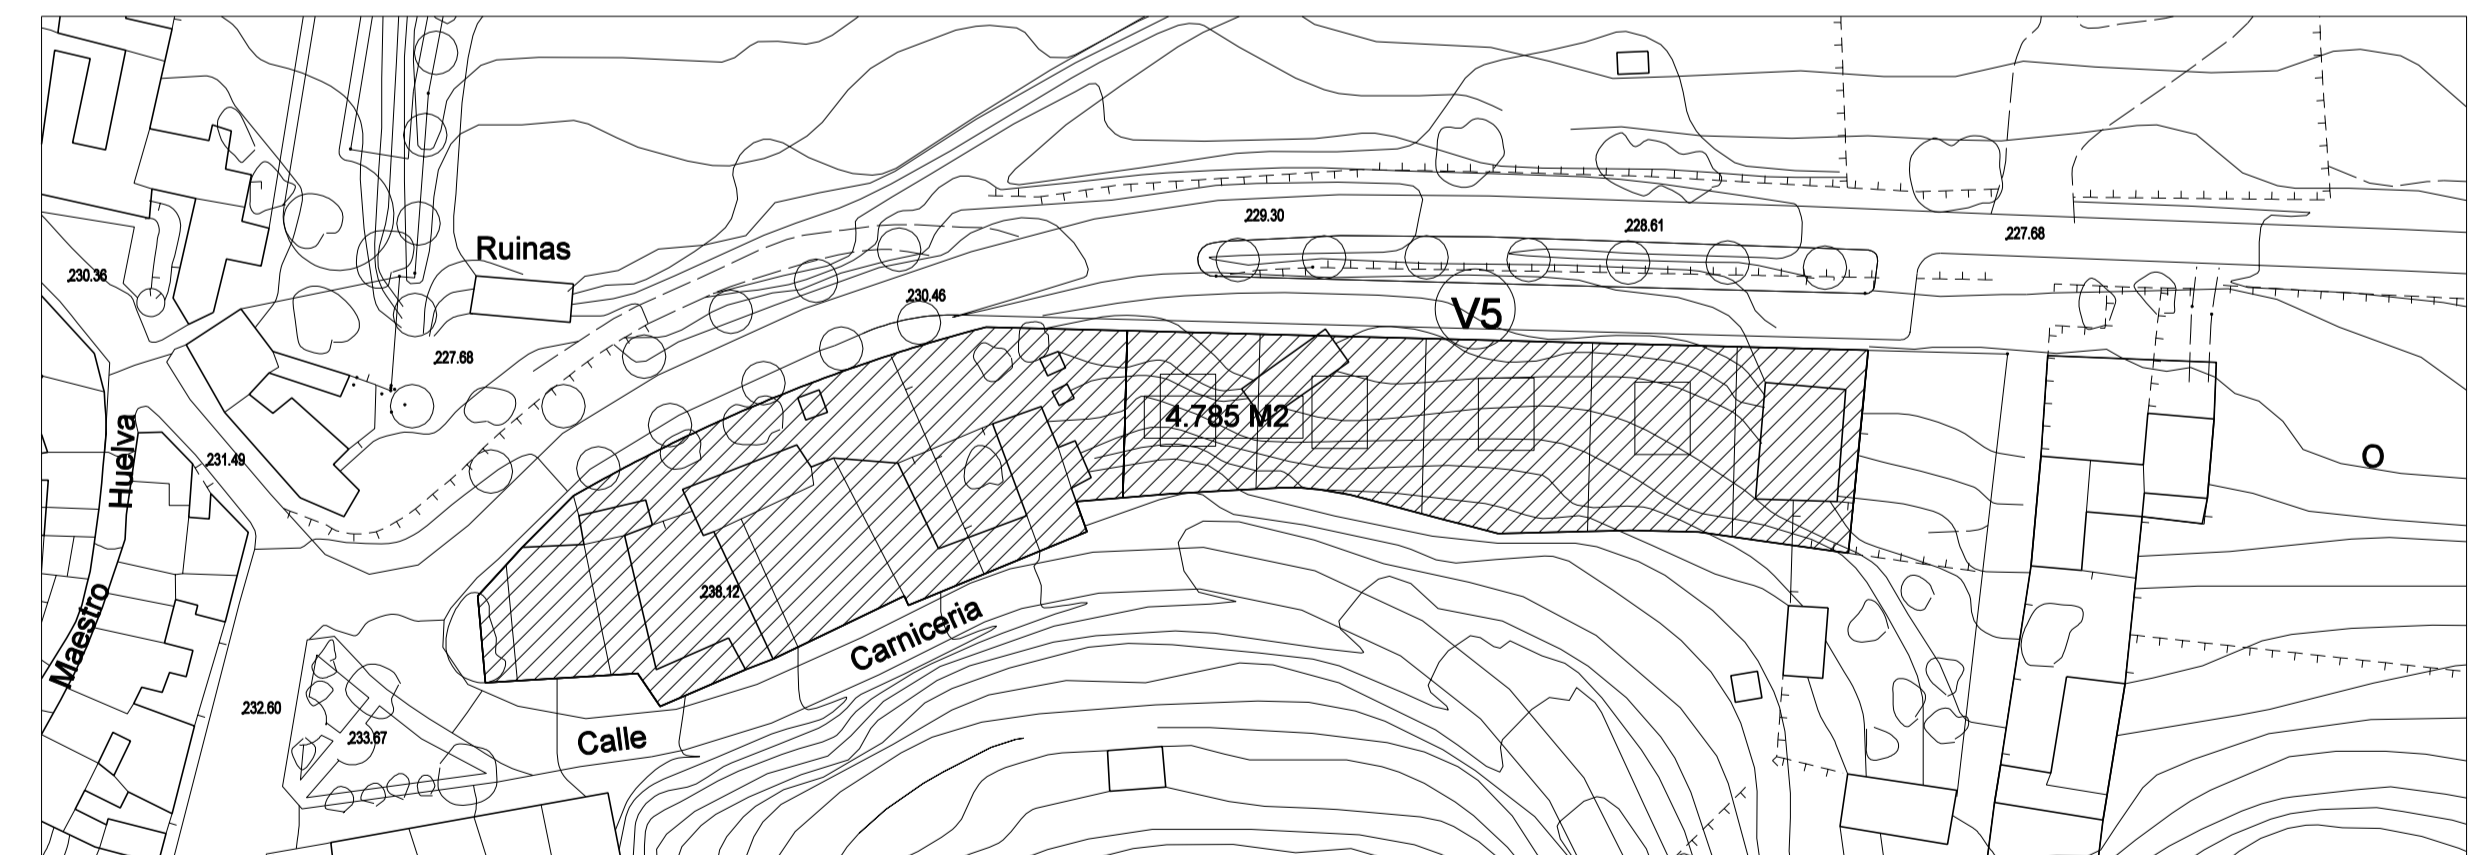 229.30
228.61
227.68
Ruinas
230.36
230.46
V5
227.68
4.785 M2
Huelva
231.49
O
238.12
Maestro
Carniceria
232.60
233.67
Calle